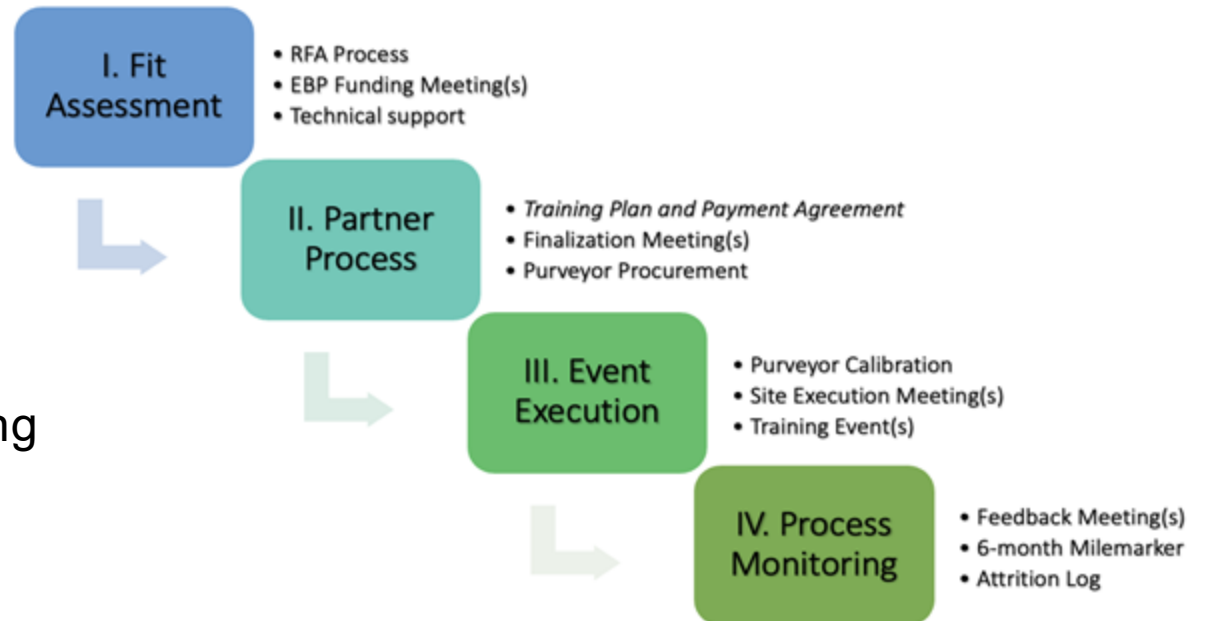 I. Fit
Assessment
• RFA Process
• EBP Funding Meeting(s)
• Technical support
II. Partner
Process
• Training Plan and Payment Agreement
• Finalization Meeting(s)
• Purveyor Procurement
III. Event
Execution
• Purveyor Calibration
• Site Execution Meeting(s)
• Training Event(s)
ng
IV. Process
Monitoring
• Feedback Meeting(s)
• 6-month Milemarker
• Attrition Log